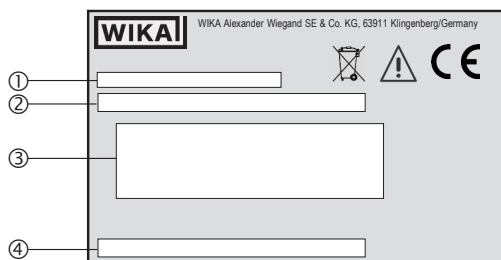 WIKA
WIKA Alexander Wiegand SE & Co. KG, 63911 Klingenberg/Germany
CE
①
②
③
④